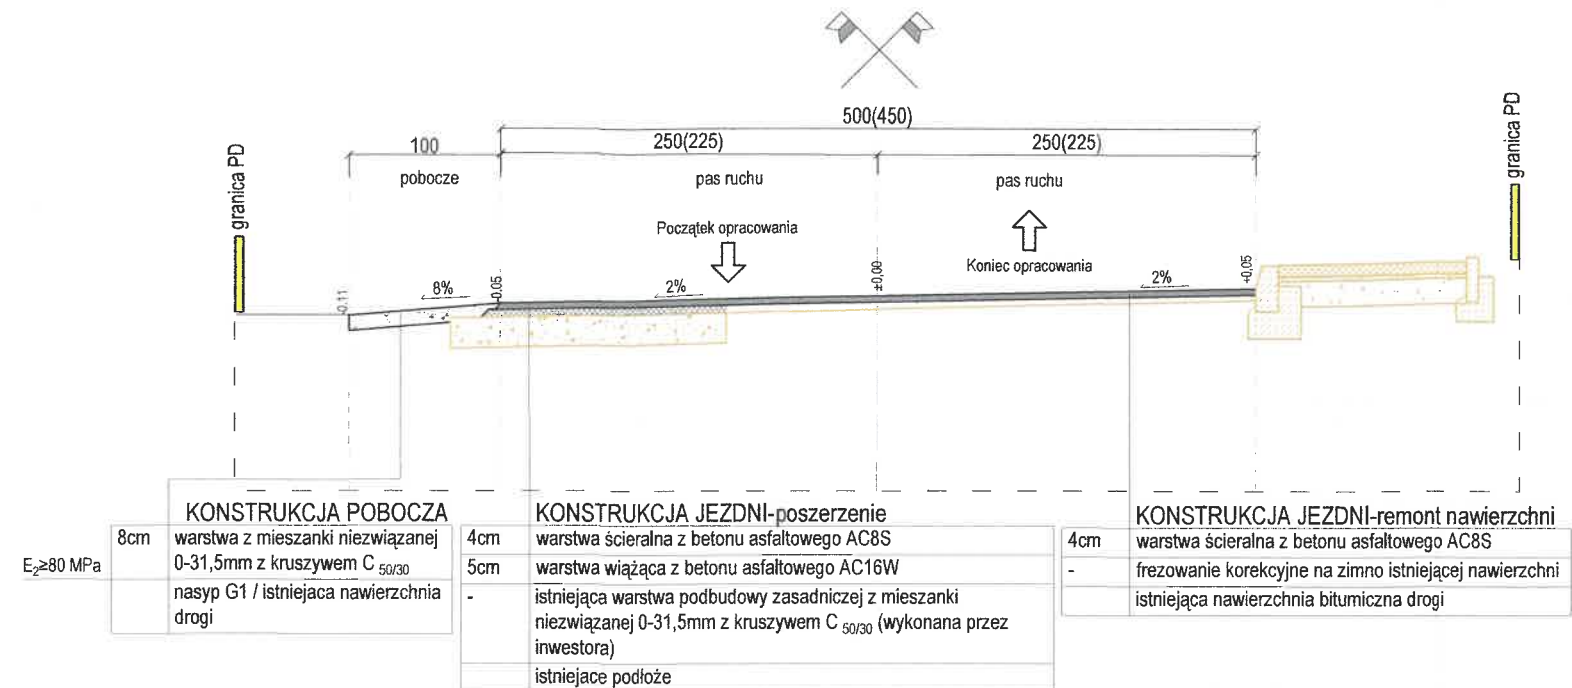 500(450)
100
250(225)
250(225)
granica PD
granica PD
pobocze
pas ruchu
pas ruchu
Początek opracowania
Koniec opracowania
-0.11
8%
-0.05
2%
±0,00
2%
+0,05
KONSTRUKCJA POBOCZA
E2≥80 MPa
8cm warstwa z mieszanki niezwiązanej
0-31,5mm z kruszywem C 50/30
nasyp G1 / istniejaca nawierzchnia
drogi
KONSTRUKCJA JEZDNI-poszerzenie
4cm warstwa ścieralna z betonu asfaltowego AC8S
5cm warstwa wiążąca z betonu asfaltowego AC16W
- istniejąca warstwa podbudowy zasadniczej z mieszanki
niezwiązanej 0-31,5mm z kruszywem C 50/30 (wykonana przez
inwestora)
istniejace podłoże
KONSTRUKCJA JEZDNI-remont nawierzchni
4cm warstwa ścieralna z betonu asfaltowego AC8S
- frezowanie korekcyjne na zimno istniejącej nawierzchni
istniejąca nawierzchnia bitumiczna drogi